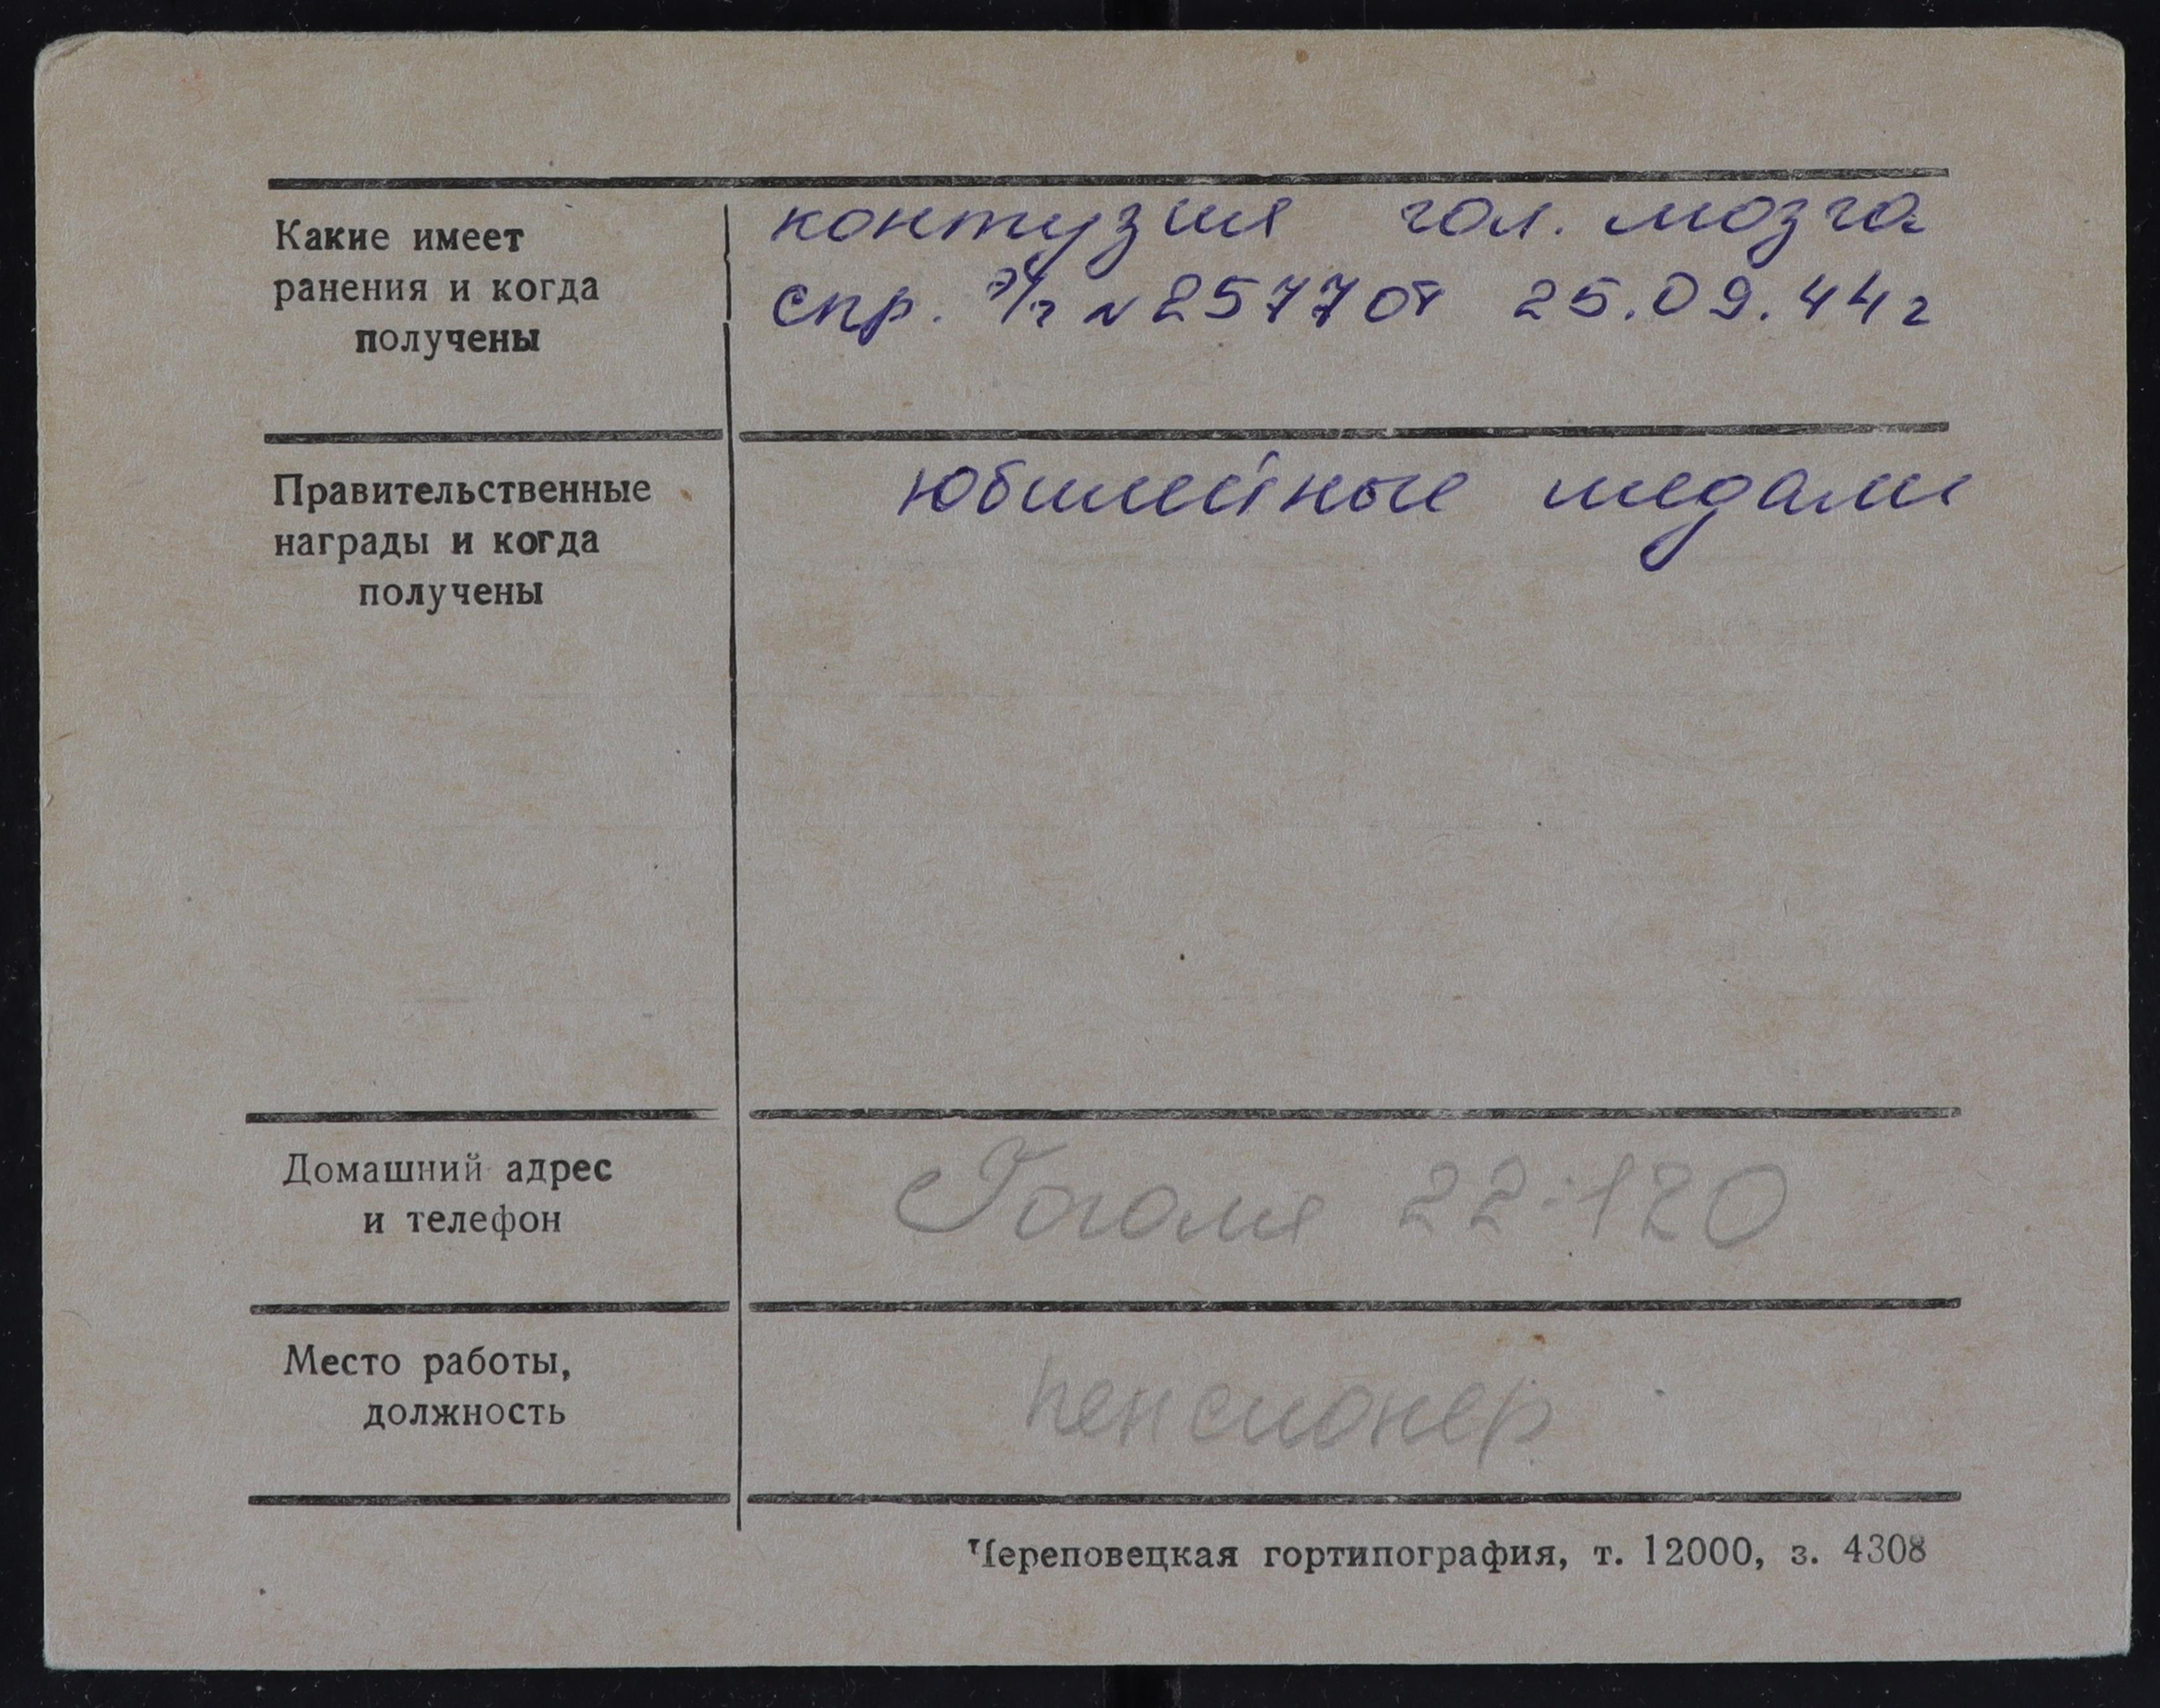 Какие имеет
ранения и когда
получены
контузия гол. мозга
спр. э/г N 2577 от 25.09.44 г
Правительственные
награды и когда
получены
юбилейные медали
Домашний адрес
и телефон
Гоголя 22-120
Место работы,
должность
пенсионер
Череповецкая гортипография, т. 12000, з. 4308